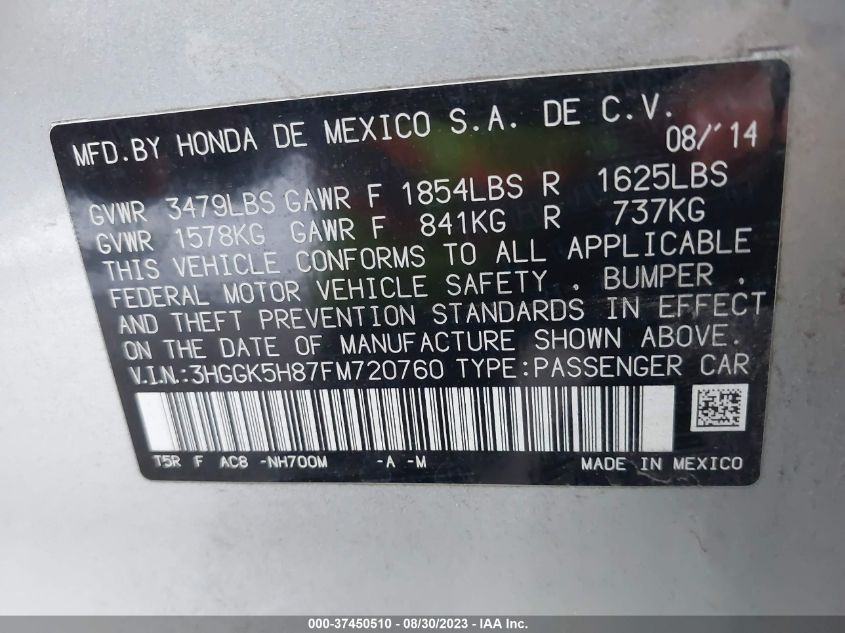 MFD.BY HONDA DE MEXICO S.A. DE C.V.
08/'14
GVWR 3479LBS GAWR F 1854LBS R 1625LBS
GVWR 1578KG GAWR F 841KG R 737KG
THIS VEHICLE CONFORMS TO ALL APPLICABLE
FEDERAL MOTOR VEHICLE SAFETY , BUMPER ,
AND THEFT PREVENTION STANDARDS IN EFFECT
ON THE DATE OF MANUFACTURE SHOWN ABOVE.
V.I.N.:3HGGK5H87FM720760 TYPE:PASSENGER CAR
T5R F AC8 -NH700M -A -M MADE IN MEXICO
000-37450510 - 08/30/2023 - IAA Inc.